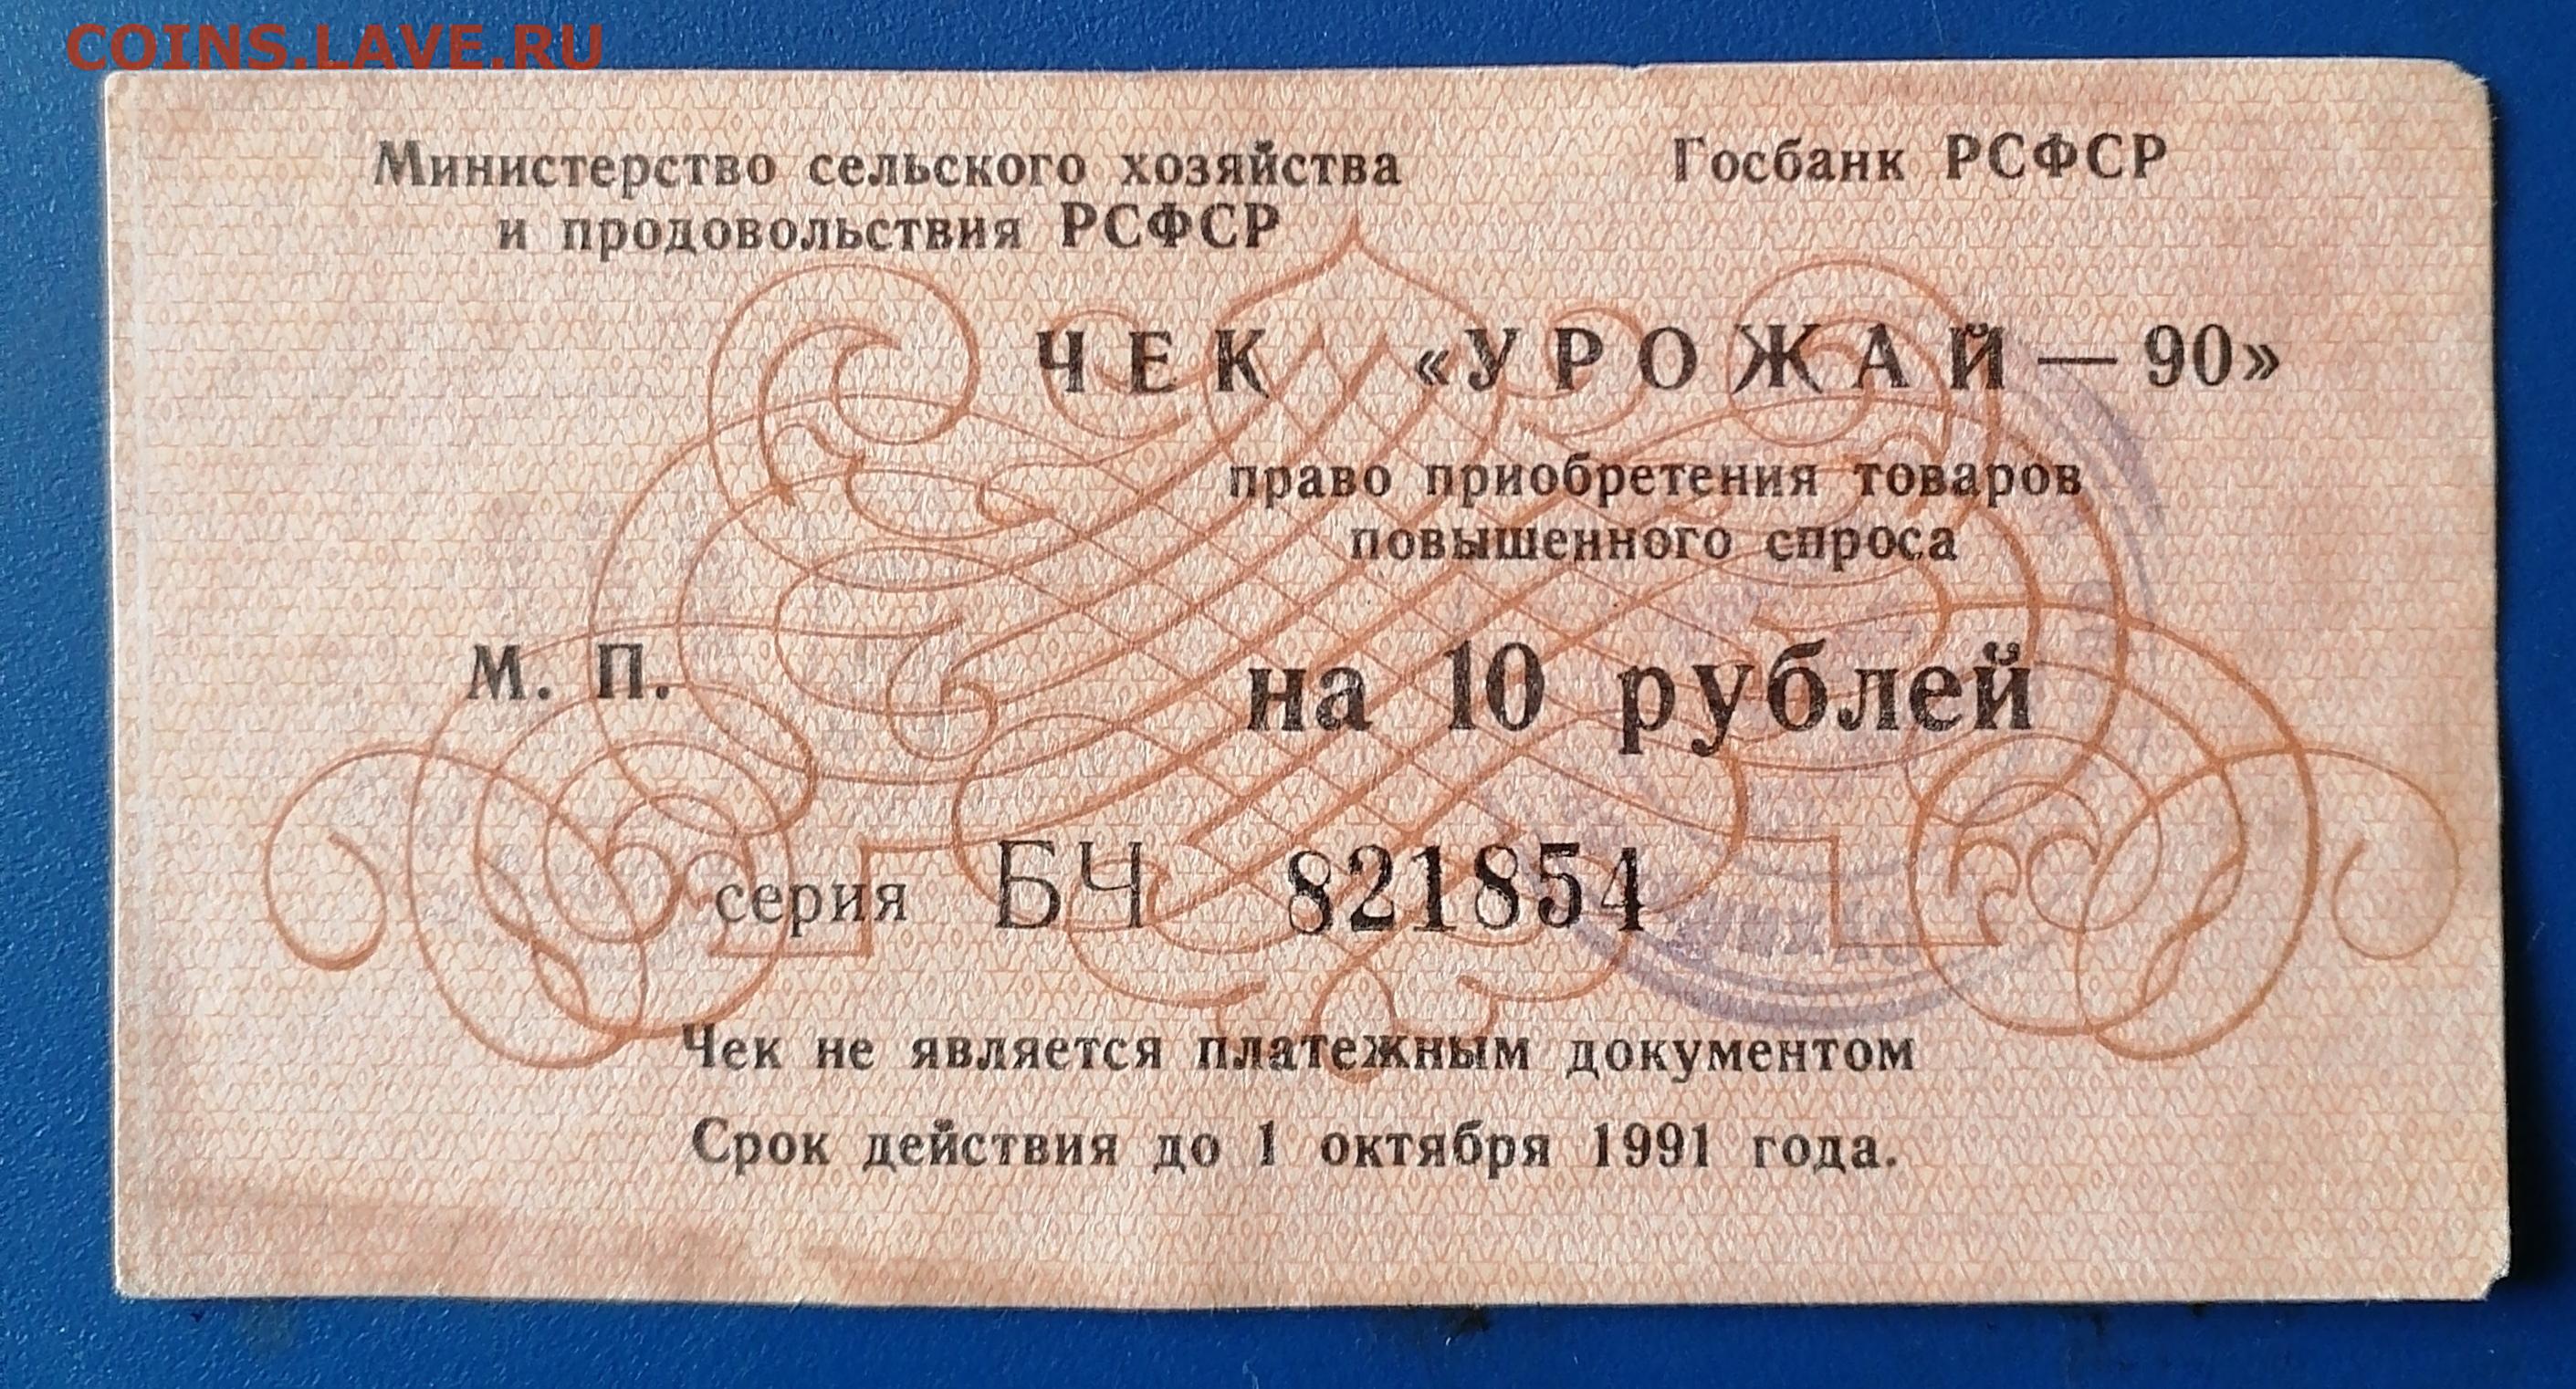 COINS.LAVE.RU
Министерство сельского хозяйства
и продовольствия РСФСР
Госбанк РСФСР
ЧЕК «УРОЖАЙ — 90»
право приобретения товаров
повышенного спроса
М. П.
на 10 рублей
серия БЧ 821854
Чек не является платежным документом
Срок действия до 1 октября 1991 года.